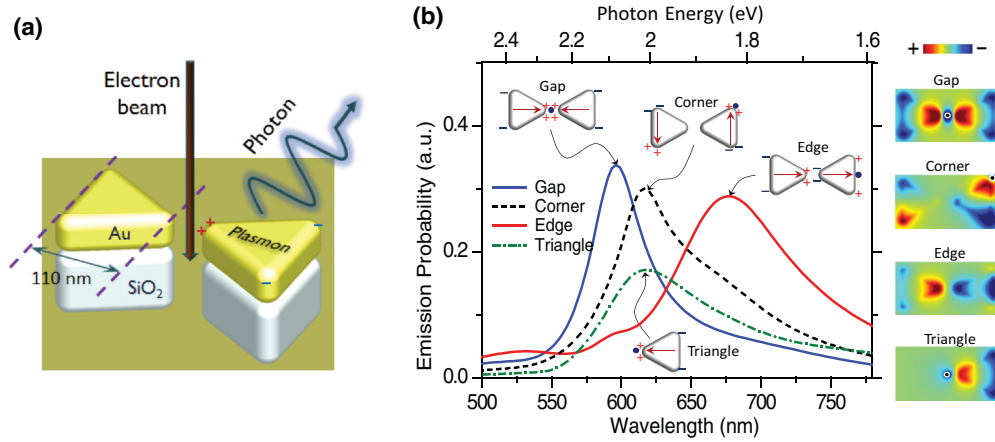 (a)
Electron
beam
Photon
Au
Plasmon
110 nm
SiO2
+ +
−
−
(b)
Photon Energy (eV)
2.4 2.2 2 1.8 1.6
Emission Probability (a.u.)
0.4
0.2
0.0
Gap
Corner
Edge
Gap
Corner
Edge
Triangle
Triangle
500 550 600 650 700 750
Wavelength (nm)
+ −
Gap
Corner
Edge
Triangle